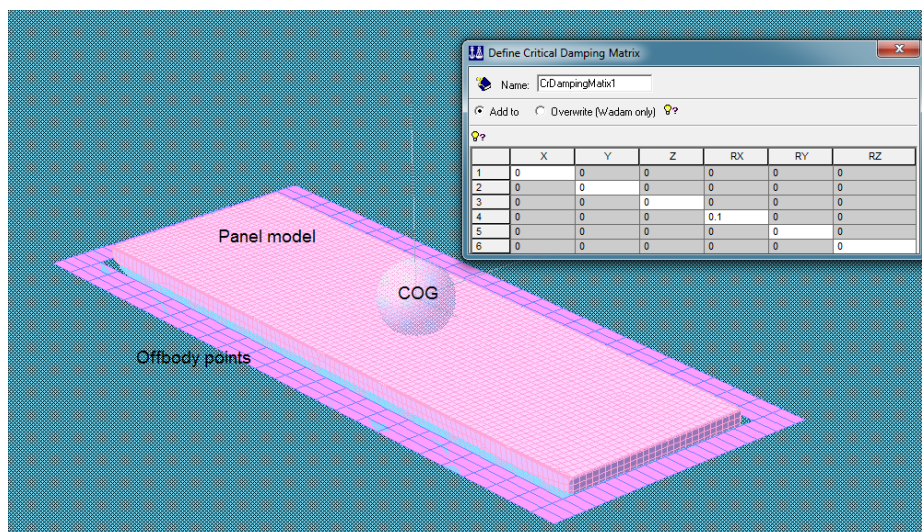 Define Critical Damping Matrix
x
Name: CrDampingMatix1
Add to Overwrite (Wadam only) ?
?
X Y Z RX RY RZ
1 0 0 0 0 0 0
2 0 0 0 0 0 0
3 0 0 0 0 0 0
4 0 0 0 0.1 0 0
5 0 0 0 0 0 0
6 0 0 0 0 0 0
Panel model
COG
Offbody points